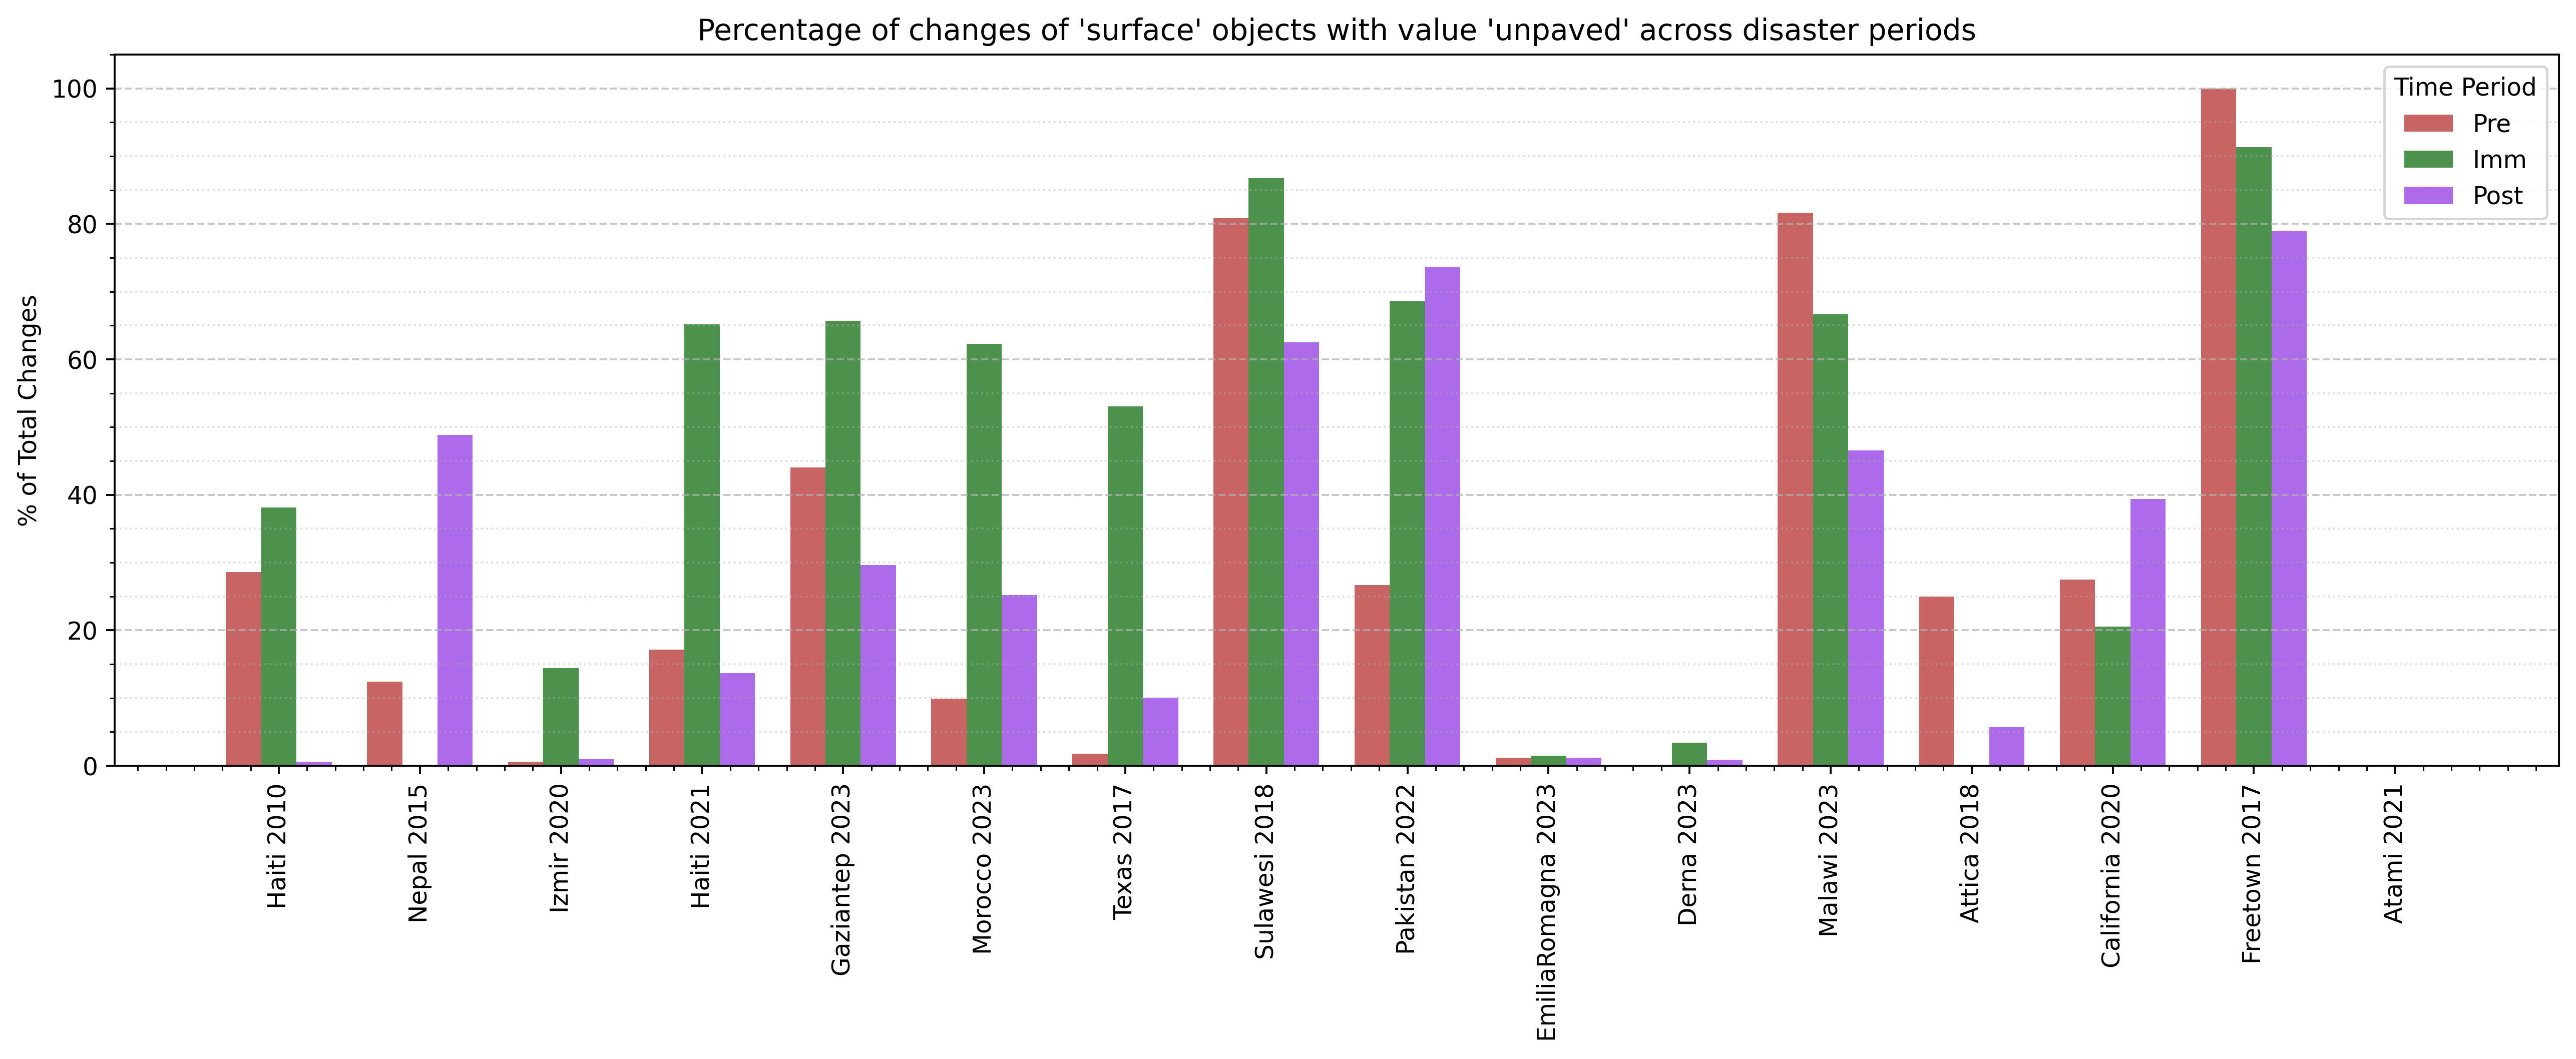 Percentage of changes of 'surface' objects with value 'unpaved' across disaster periods
% of Total Changes
100
80
60
40
20
0
Time Period
Pre
Imm
Post
Haiti 2010
Nepal 2015
Izmir 2020
Haiti 2021
Gaziantep 2023
Morocco 2023
Texas 2017
Sulawesi 2018
Pakistan 2022
EmiliaRomagna 2023
Derna 2023
Malawi 2023
Attica 2018
California 2020
Freetown 2017
Atami 2021